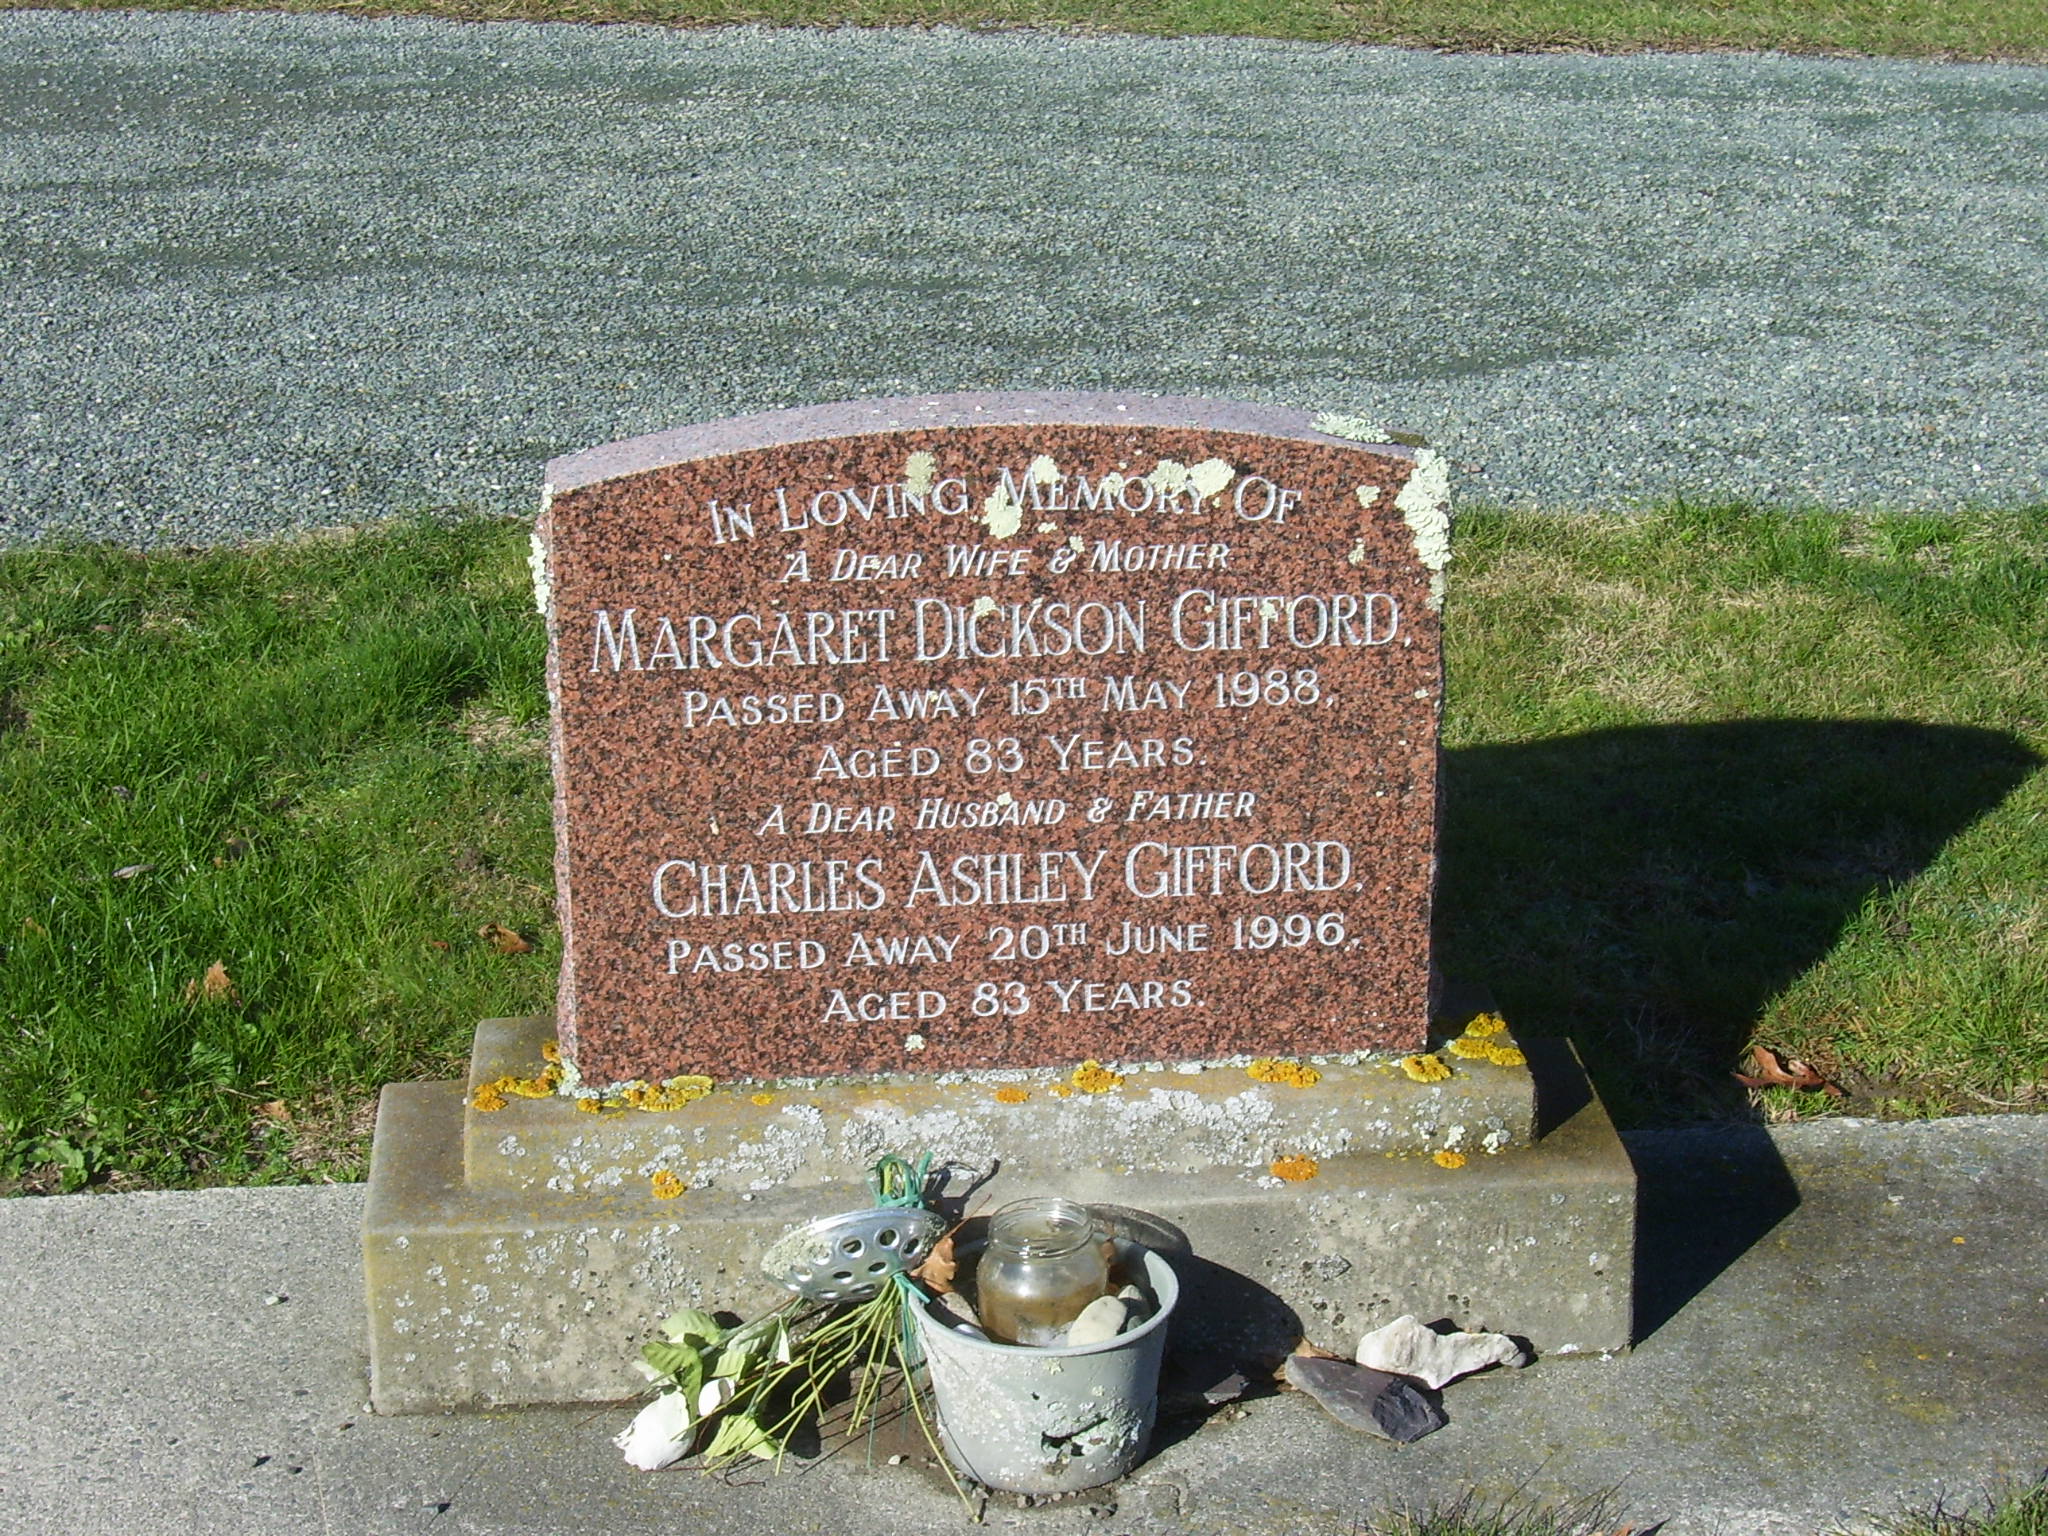 In Loving Memory Of
A Dear Wife & Mother
Margaret Dickson Gifford,
Passed Away 15th May 1988,
Aged 83 Years.
A Dear Husband & Father
Charles Ashley Gifford,
Passed Away 20th June 1996,
Aged 83 Years.